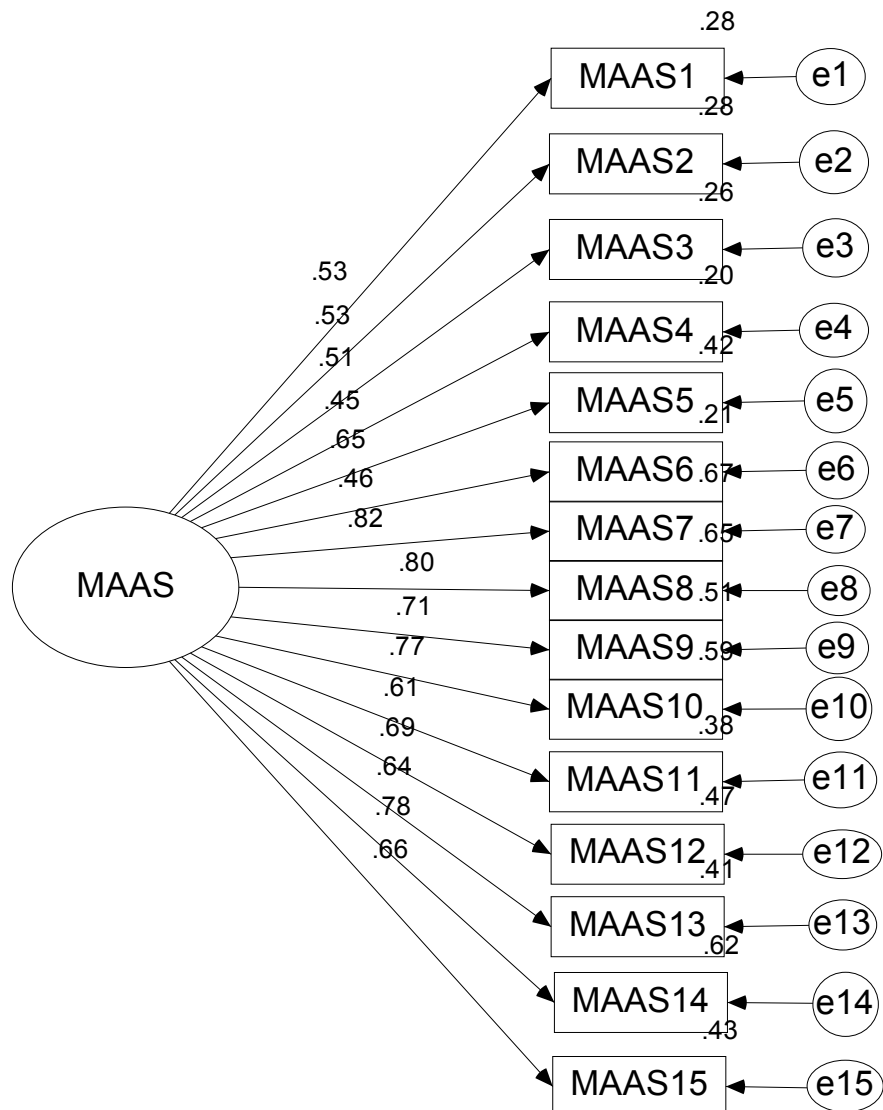 .28
MAAS1
e1
.28
MAAS2
e2
.26
MAAS3
e3
.20
.53
MAAS4
e4
.53
.42
.51
MAAS5
e5
.45
.21
.65
MAAS6
e6
.46
.67
.82
MAAS7
e7
.65
.80
MAAS
MAAS8
e8
.51
.71
MAAS9
e9
.77
.59
.61
MAAS10
e10
.38
.69
.64
MAAS11
e11
.78
.47
.66
MAAS12
e12
.41
MAAS13
e13
.62
MAAS14
e14
.43
MAAS15
e15